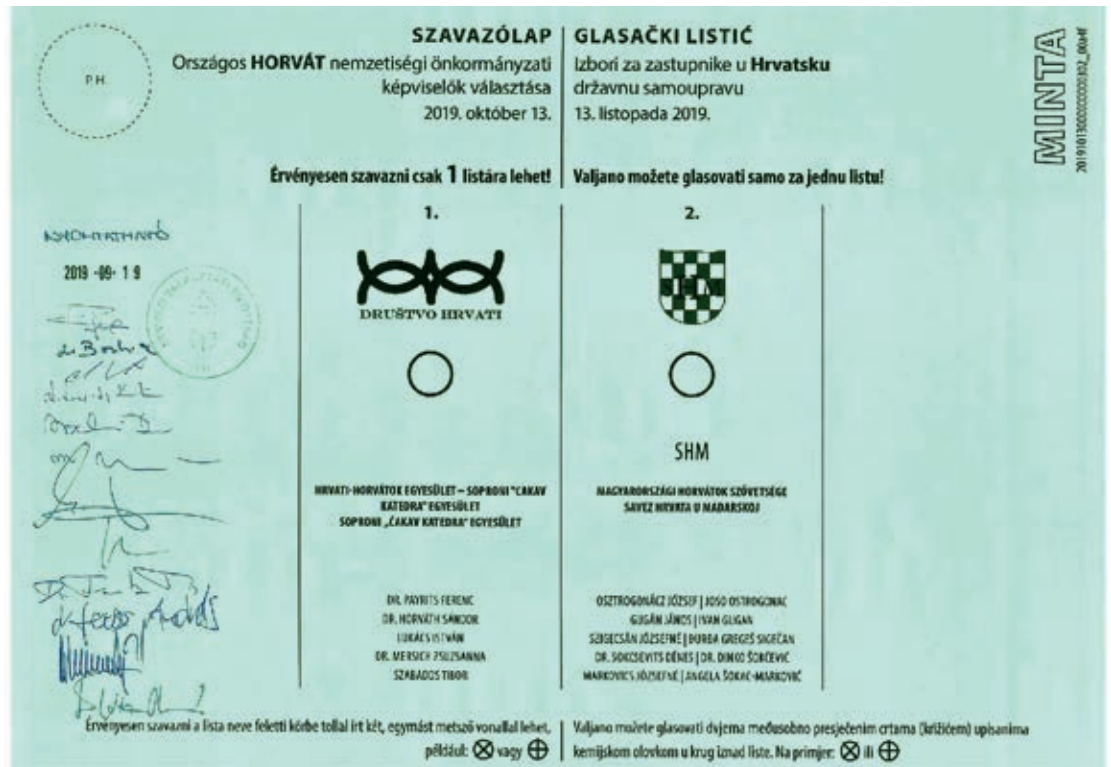 P.H.
SZAVAZÓLAP
Országos HORVÁT nemzetiségi önkormányzati
képviselők választása
2019. október 13.
GLASAČKI LISTIĆ
Izbori za zastupnike u Hrvatsku
državnu samoupravu
13. listopada 2019.
MINTA
Érvényesen szavazni csak 1 listára lehet!
Valjano možete glasovati samo za jednu listu!
NYOMTATHATÓ
2019 -09- 19
1.
DRUŠTVO HRVATI
HRVATI-HORVÁTOK EGYESÜLET – SOPRONI "CAKAV
KATEDRA" EGYESÜLET
SOPRONI „ČAKAV KATEDRA" EGYESÜLET
DR. PAYRITS FERENC
DR. HORVÁTH SÁNDOR
LUKÁCS ISTVÁN
DR. MERSICH ZSUZSANNA
SZABADOS TIBOR
2.
SHM
SHM
MAGYARORSZÁGI HORVÁTOK SZÖVETSÉGE
SAVEZ HRVATA U MAĐARSKOJ
OSZTROGONÁCZ JÓZSEF | JOSO OSTROGONAC
GUGÁN JÁNOS | IVAN GUGAN
SZIGECSÁN JÓZSEFNÉ | ĐURĐA GREGEŠ SIGEČAN
DR. SOKCSEVITS DÉNES | DR. DINKO ŠOKČEVIĆ
MARKOVICS JÓZSEFNÉ | ANGELA ŠOKAC-MARKOVIĆ
Érvényesen szavazni a lista neve feletti körbe tollal írt két, egymást metsző vonallal lehet,
például: vagy
Valjano možete glasovati dvjema međusobno presječenim crtama (križićem) upisanima
kemijskom olovkom u krug iznad liste. Na primjer: ili